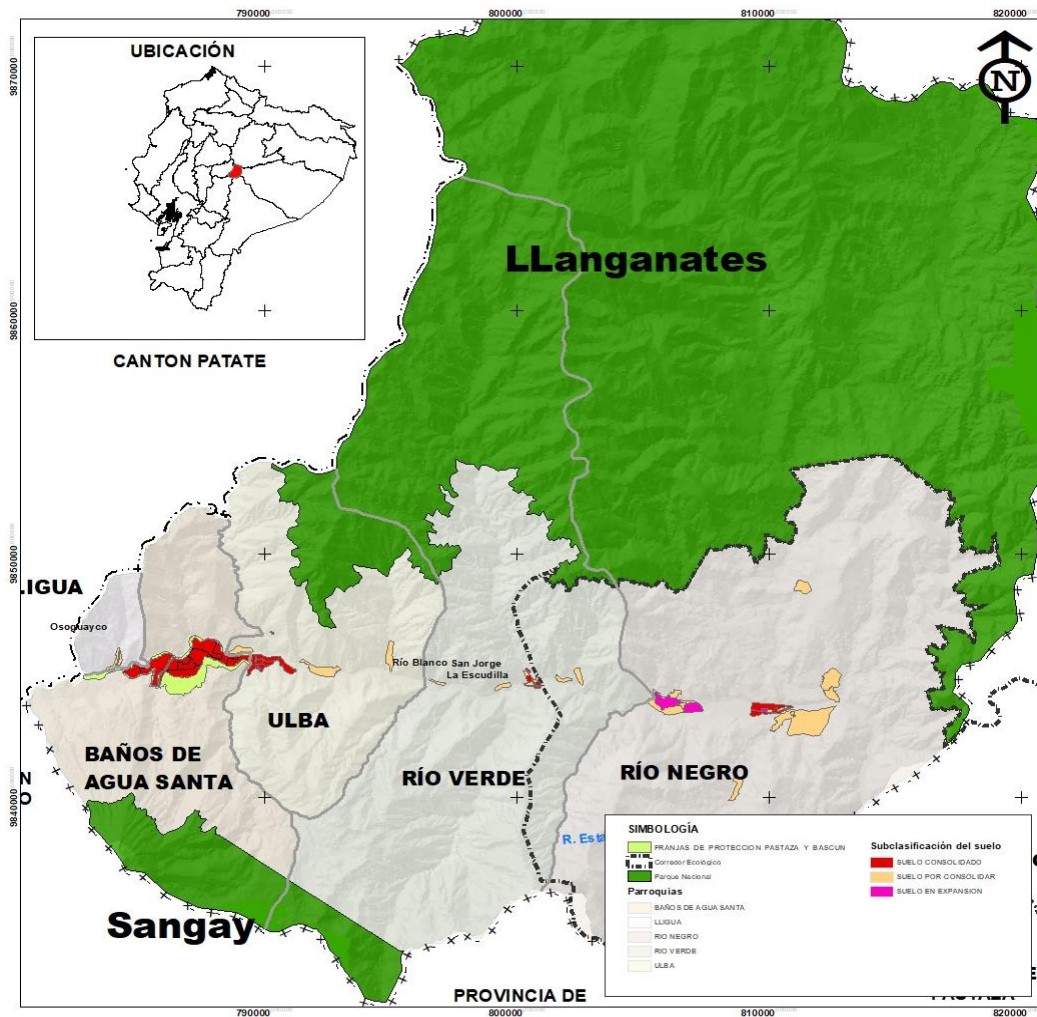 790000
800000
810000
820000
9870000
UBICACIÓN
N
LLanganates
9860000
CANTON PATATE
9850000
.IGUA
Osoguayco
Río Blanco
San Jorge
La Escudilla
ULBA
BAÑOS DE
AGUA SANTA
RÍO VERDE
RÍO NEGRO
N
O
9840000
R. Esta
SIMBOLOGÍA
FRANJAS DE PROTECCION PASTAZA Y BASCUN
Corredor Ecológico
Parque Nacional
Parroquias
BAÑOS DE AGUA SANTA
LLIGUA
RIO NEGRO
RIO VERDE
ULBA
Subclasificación del suelo
SUELO CONSOLIDADO
SUELO POR CONSOLIDAR
SUELO EN EXPANSION
Sangay
PROVINCIA DE
790000
800000
810000
820000